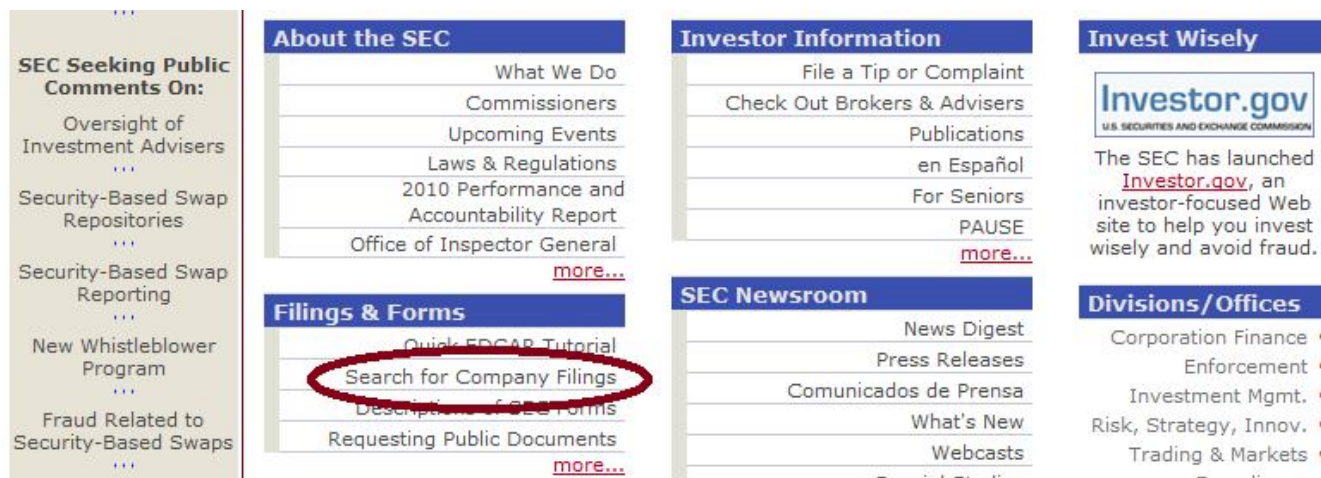 SEC Seeking Public
Comments On:
Oversight of
Investment Advisers
Security-Based Swap
Repositories
Security-Based Swap
Reporting
New Whistleblower
Program
Fraud Related to
Security-Based Swaps
About the SEC
What We Do
Commissioners
Upcoming Events
Laws & Regulations
2010 Performance and
Accountability Report
Office of Inspector General
more...
Filings & Forms
Quick EDGAR Tutorial
Search for Company Filings
Descriptions of SEC Forms
Requesting Public Documents
more...
Investor Information
File a Tip or Complaint
Check Out Brokers & Advisers
Publications
en Español
For Seniors
PAUSE
more...
SEC Newsroom
News Digest
Press Releases
Comunicados de Prensa
What's New
Webcasts
Invest Wisely
Investor.gov
U.S. SECURITIES AND EXCHANGE COMMISSION
The SEC has launched
Investor.gov, an
investor-focused Web
site to help you invest
wisely and avoid fraud.
Divisions/Offices
Corporation Finance
Enforcement
Investment Mgmt.
Risk, Strategy, Innov.
Trading & Markets